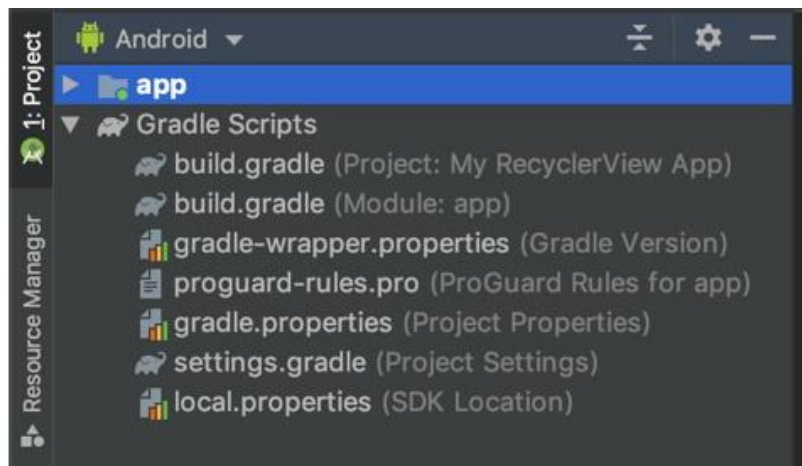 1: Project
Resource Manager
Android
app
Gradle Scripts
build.gradle (Project: My RecyclerView App)
build.gradle (Module: app)
gradle-wrapper.properties (Gradle Version)
proguard-rules.pro (ProGuard Rules for app)
gradle.properties (Project Properties)
settings.gradle (Project Settings)
local.properties (SDK Location)